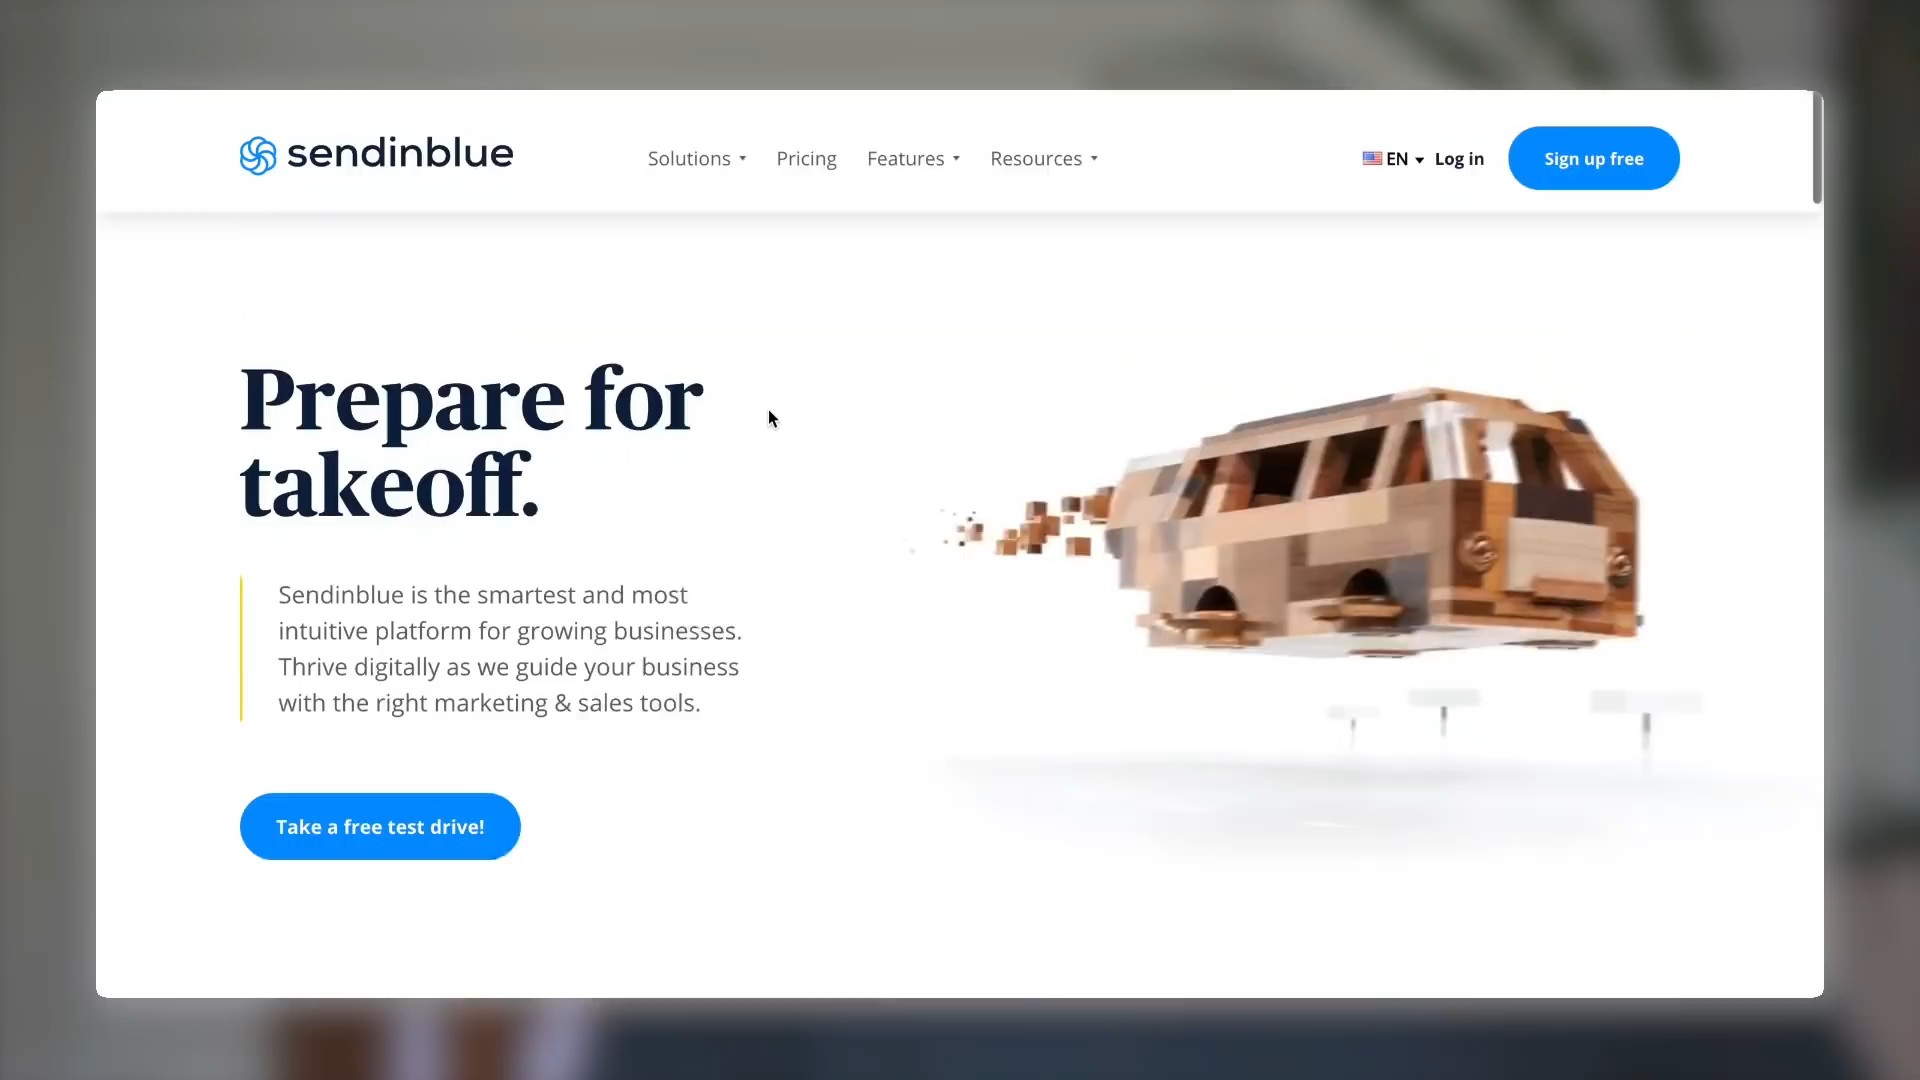 sendinblue
Solutions
Pricing
Features
Resources
EN
Log in
Sign up free
Prepare for
takeoff.
Sendinblue is the smartest and most
intuitive platform for growing businesses.
Thrive digitally as we guide your business
with the right marketing & sales tools.
Take a free test drive!